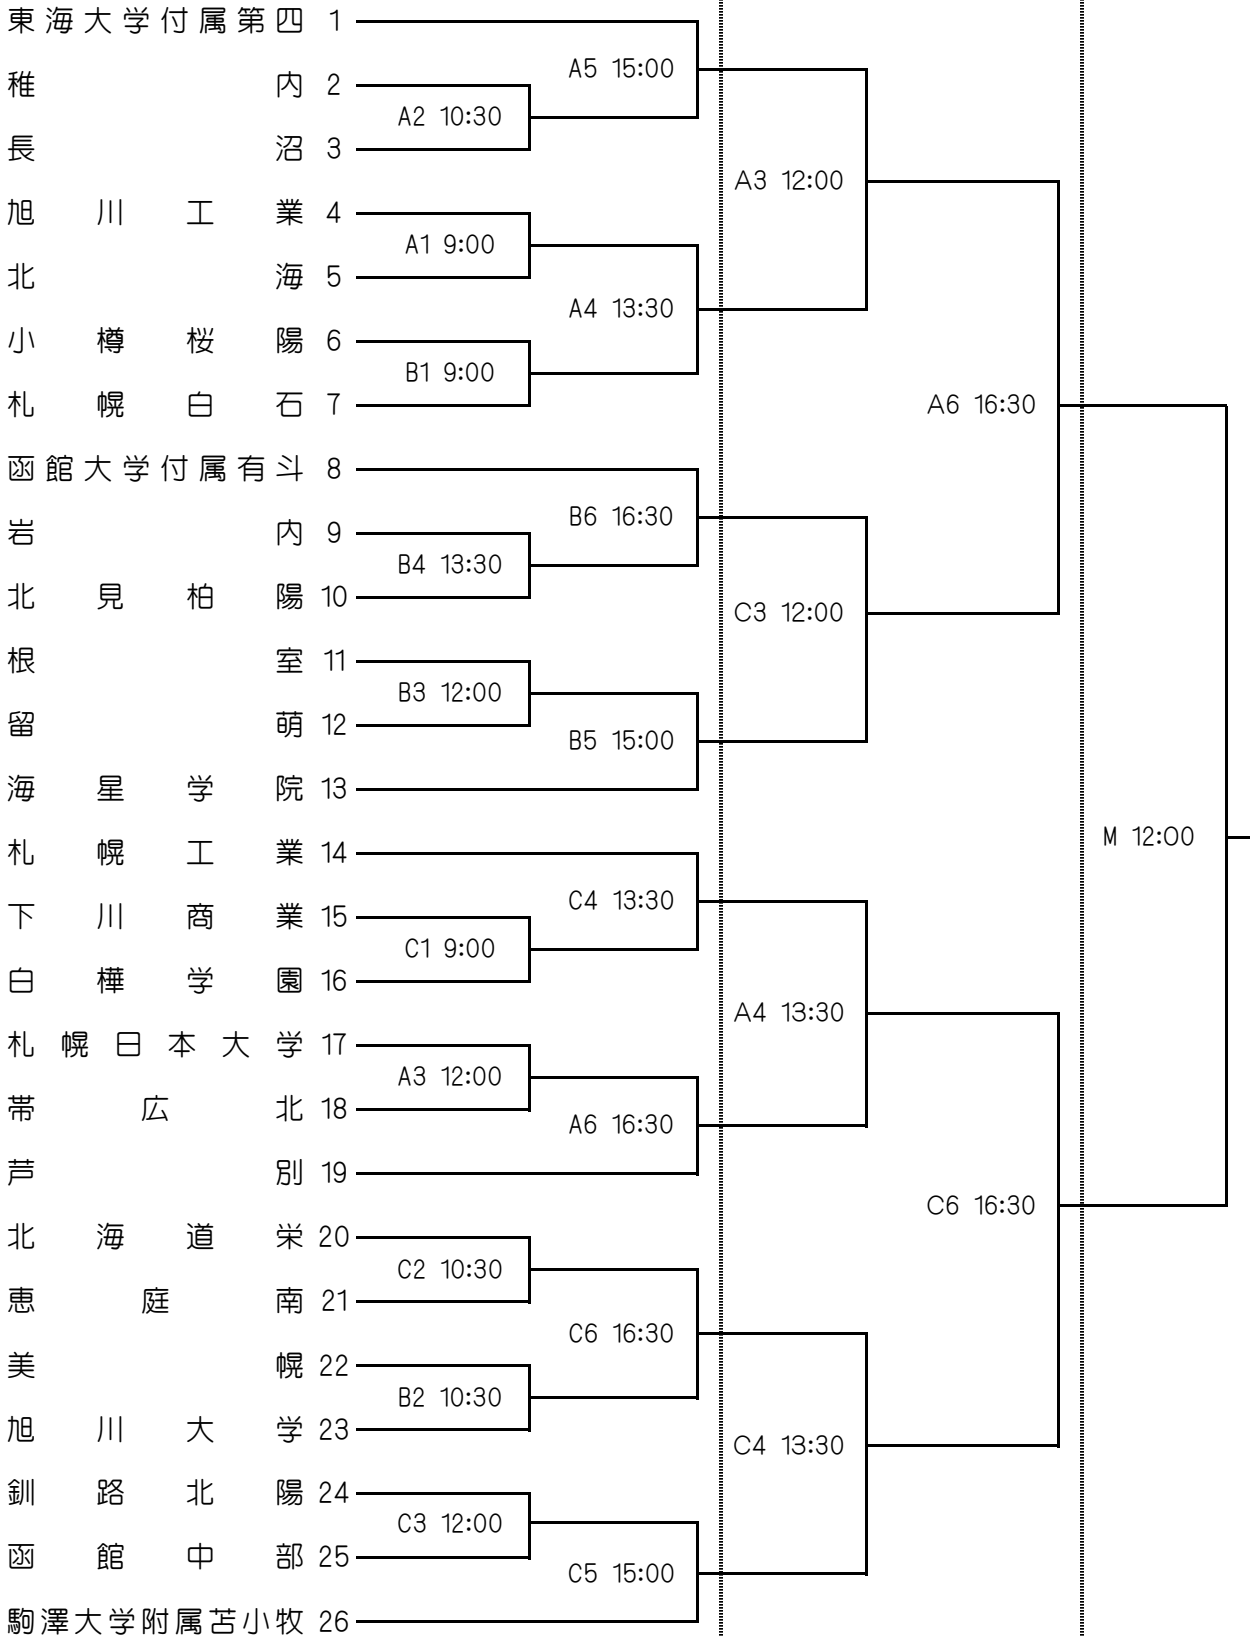 東海大学付属第四 1
A5 15:00
稚内 2
A2 10:30
長沼 3
A3 12:00
旭川工業 4
A1 9:00
北海 5
A4 13:30
小樽桜陽 6
B1 9:00
札幌白石 7
A6 16:30
函館大学付属有斗 8
B6 16:30
岩内 9
B4 13:30
北見柏陽 10
C3 12:00
根室 11
B3 12:00
留萌 12
B5 15:00
海星学院 13
M 12:00
札幌工業 14
C4 13:30
下川商業 15
C1 9:00
白樺学園 16
A4 13:30
札幌日本大学 17
A3 12:00
帯広北 18
A6 16:30
芦別 19
C6 16:30
北海道栄 20
C2 10:30
恵庭南 21
C6 16:30
美幌 22
B2 10:30
旭川大学 23
C4 13:30
釧路北陽 24
C3 12:00
函館中部 25
C5 15:00
駒澤大学附属苫小牧 26